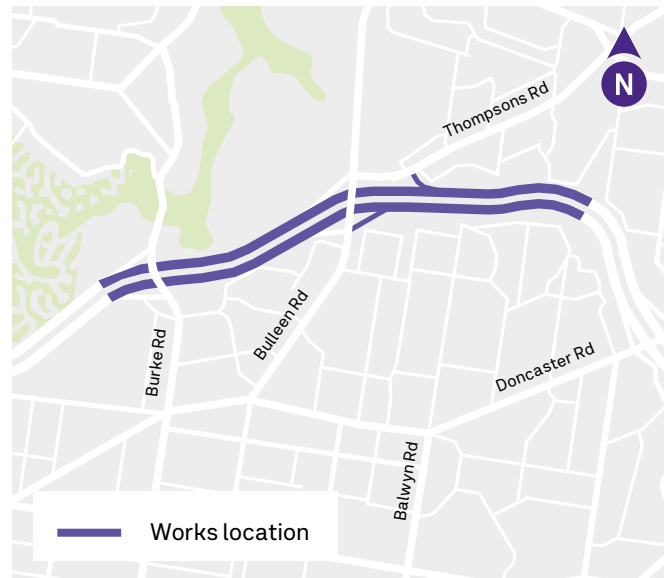 N
Thompsons Rd
Bulleen Rd
Burke Rd
Doncaster Rd
Balwyn Rd
Works location